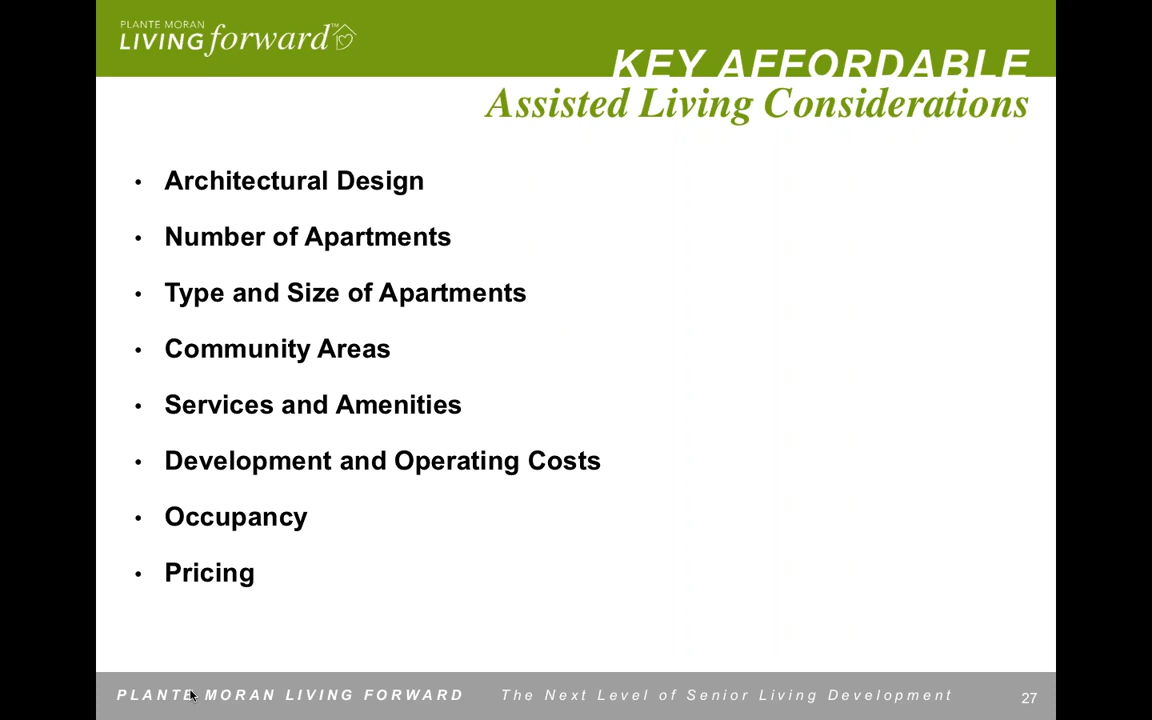 PLANTE MORAN
LIVING forward™
KEY AFFORDABLE
Assisted Living Considerations
• Architectural Design
• Number of Apartments
• Type and Size of Apartments
• Community Areas
• Services and Amenities
• Development and Operating Costs
• Occupancy
• Pricing
PLANTE MORAN LIVING FORWARD The Next Level of Senior Living Development 27